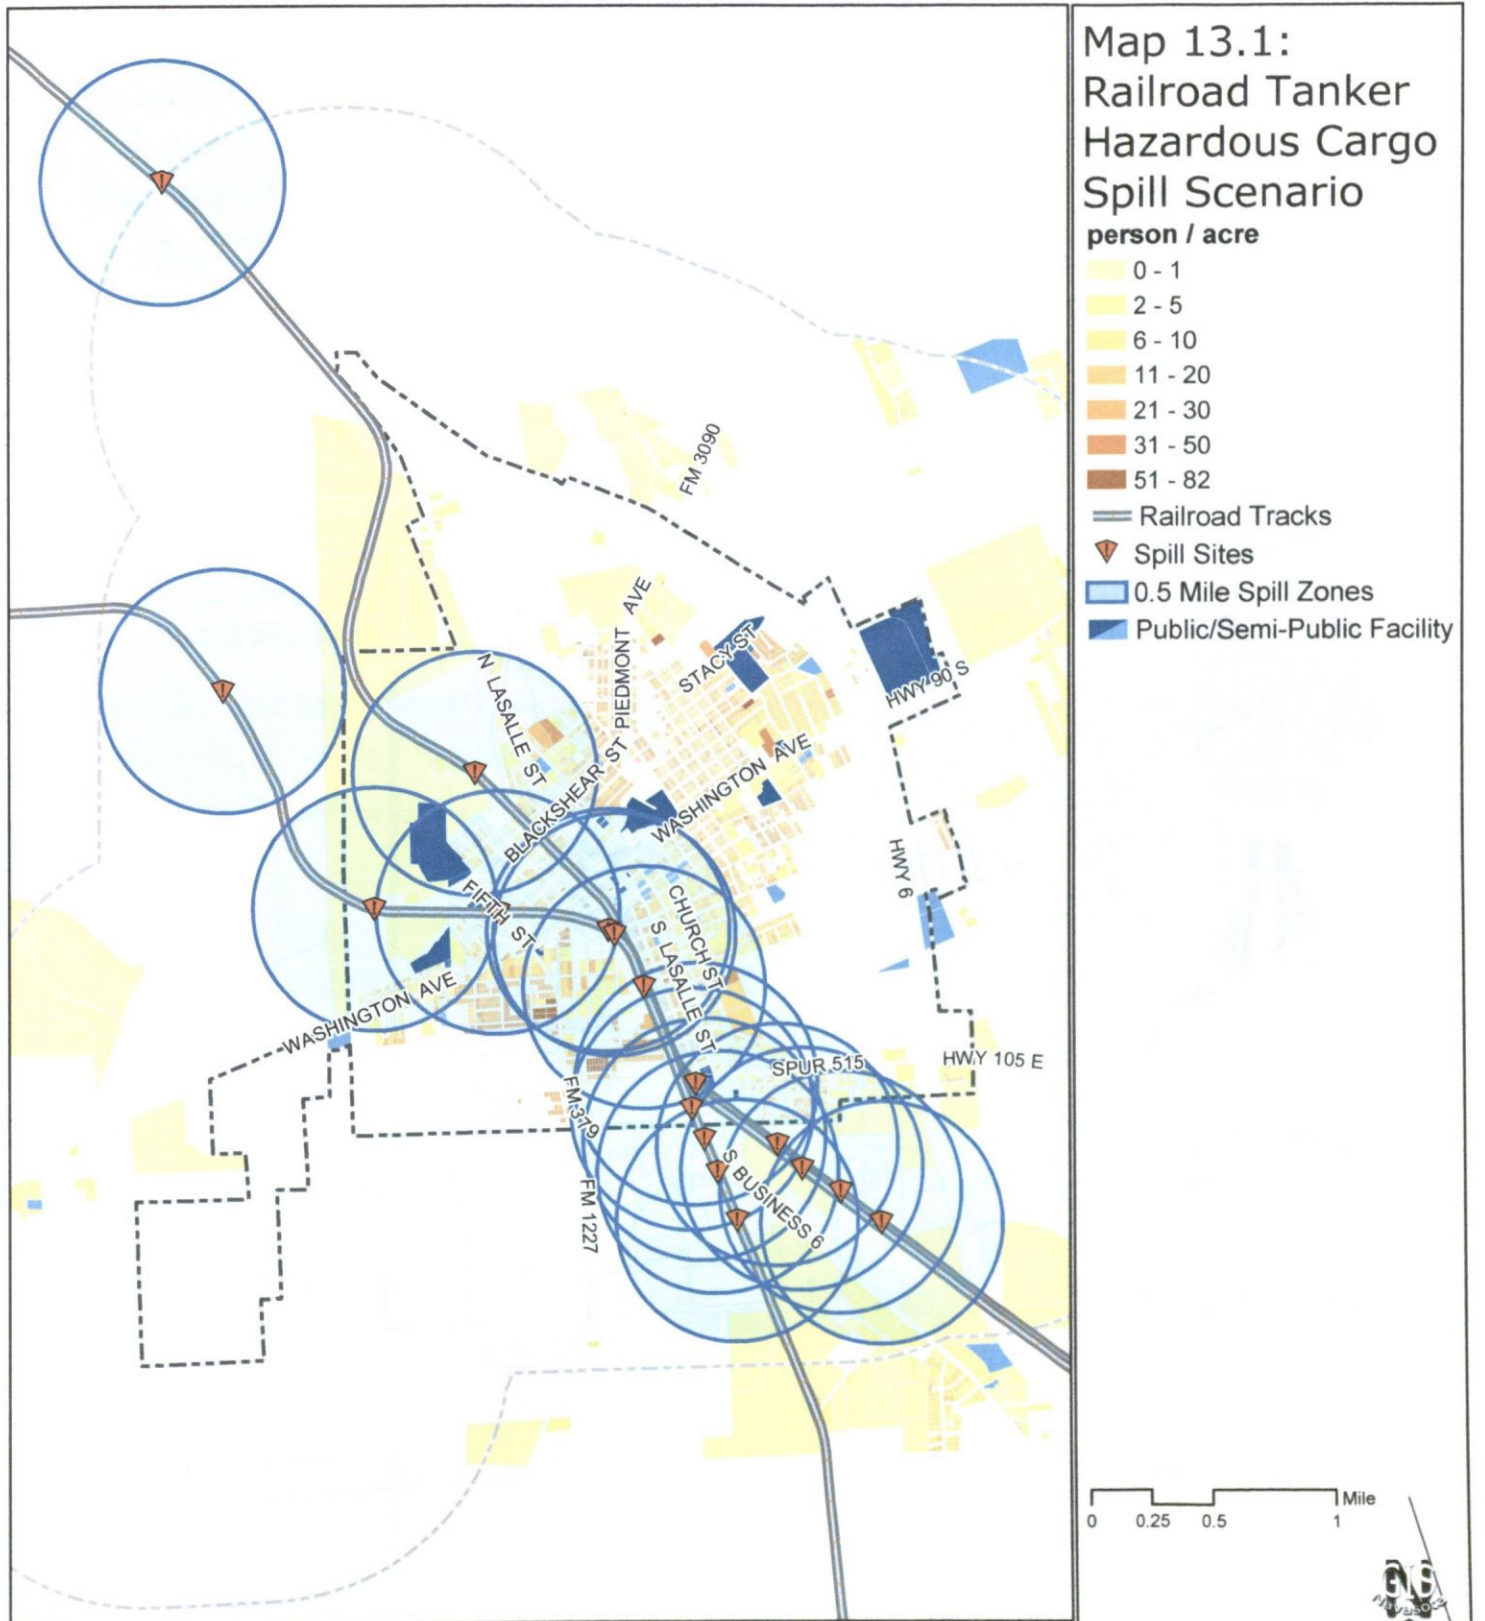 Map 13.1:
Railroad Tanker
Hazardous Cargo
Spill Scenario
person / acre
0 - 1
2 - 5
6 - 10
11 - 20
21 - 30
31 - 50
51 - 82
Railroad Tracks
Spill Sites
0.5 Mile Spill Zones
Public/Semi-Public Facility
FM 3090
PIEDMONT AVE
STACY ST
HWY 90 S
N LASALLE ST
BLACKSHEAR ST
WASHINGTON AVE
HWY 6
FIFTH ST
CHURCH ST
S LASALLE ST
WASHINGTON AVE
SPUR 515
HWY 105 E
FM 379
S BUSINESS 6
FM 1227
Mile
0 0.25 0.5 1